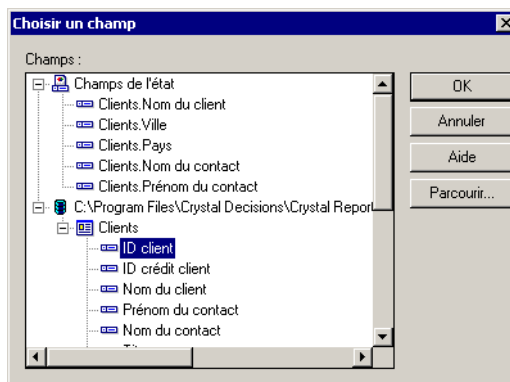 Choisir un champ
Champs :
Champs de l'état
Clients.Nom du client
Clients.Ville
Clients.Pays
Clients.Nom du contact
Clients.Prénom du contact
C:\Program Files\Crystal Decisions\Crystal Repor
Clients
ID client
ID crédit client
Nom du client
Prénom du contact
Nom du contact
OK
Annuler
Aide
Parcourir...